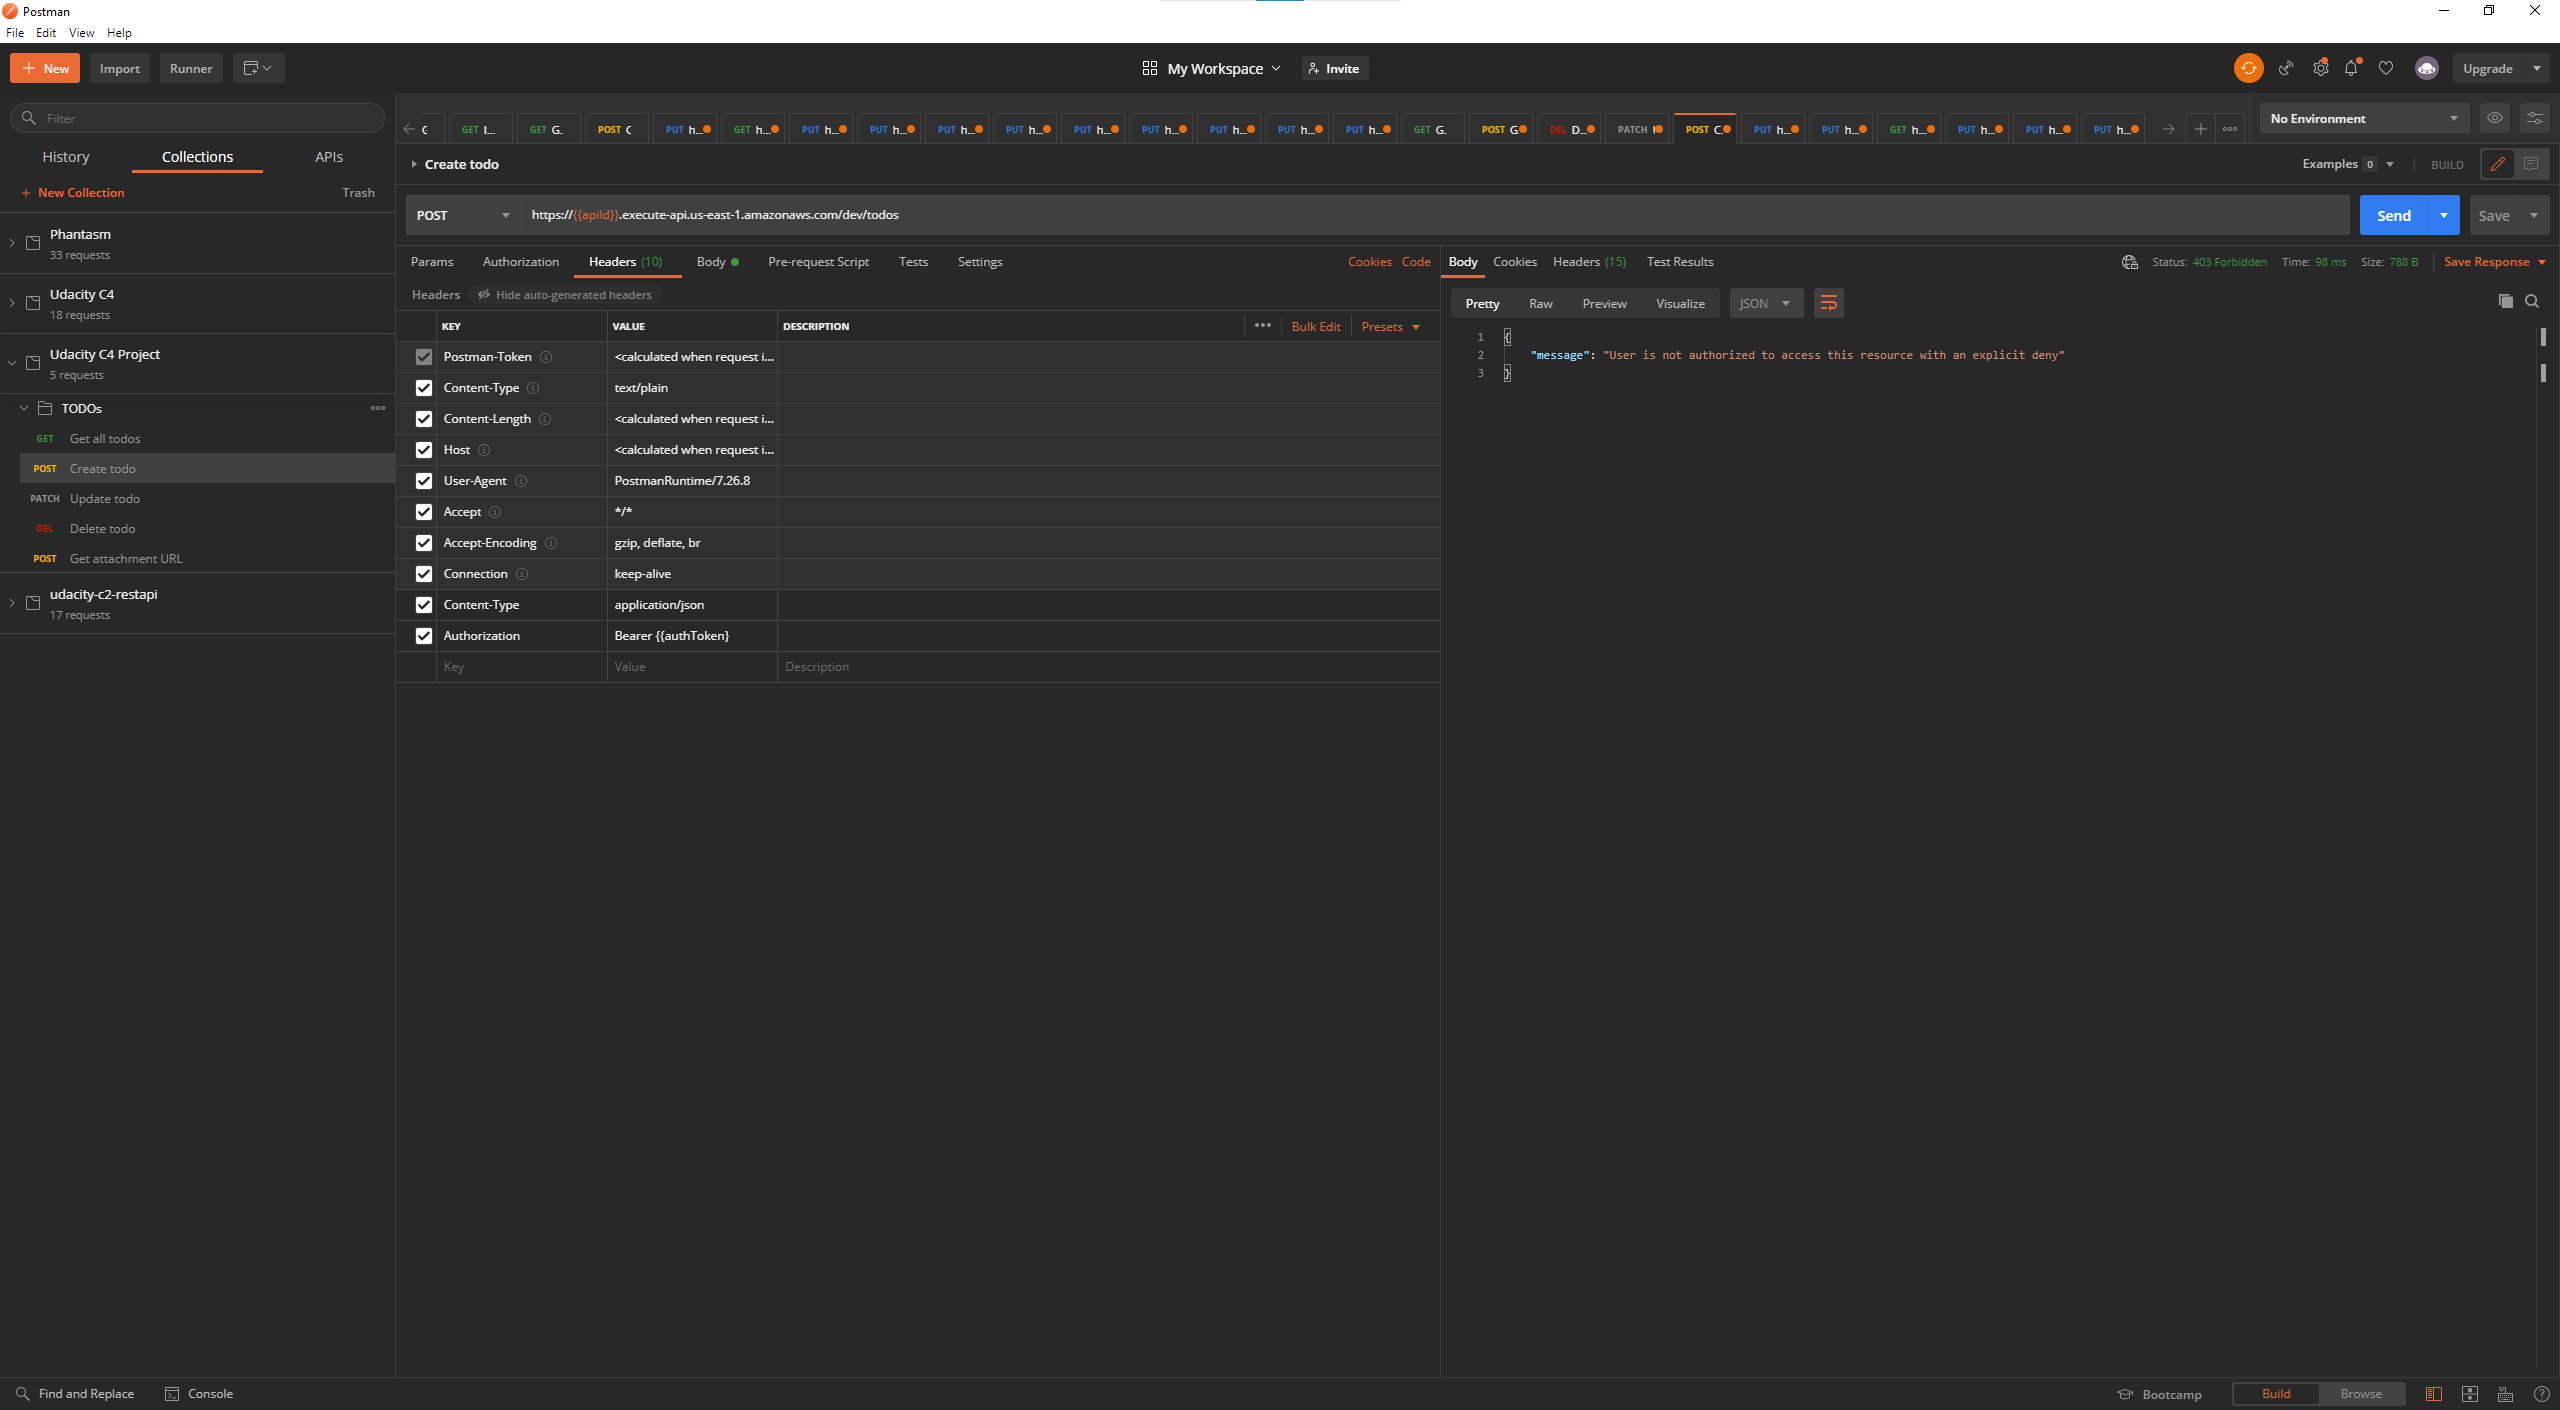 Postman
File Edit View Help
New Import Runner My Workspace Invite Upgrade
Filter
History Collections APIs
New Collection Trash
Phantasm
33 requests
Udacity C4
18 requests
Udacity C4 Project
5 requests
TODOs
GET Get all todos
POST Create todo
PATCH Update todo
DEL Delete todo
POST Get attachment URL
udacity-c2-restapi
17 requests
GET I... GET G. POST C PUT h... GET h... PUT h... PUT h... PUT h... PUT h... PUT h... PUT h... PUT h... PUT h... PUT h... GET G. POST G DEL D... PATCH POST C. PUT h... PUT h... GET h... PUT h... PUT h... PUT h...
No Environment
Create todo Examples 0 BUILD
POST https://{{apiId}}.execute-api.us-east-1.amazonaws.com/dev/todos Send Save
Params Authorization Headers (10) Body Pre-request Script Tests Settings Cookies Code
Headers Hide auto-generated headers
KEY VALUE DESCRIPTION Bulk Edit Presets
Postman-Token <calculated when request i...
Content-Type text/plain
Content-Length <calculated when request i...
Host <calculated when request i...
User-Agent PostmanRuntime/7.26.8
Accept */*
Accept-Encoding gzip, deflate, br
Connection keep-alive
Content-Type application/json
Authorization Bearer {{authToken}
Key Value Description
Body Cookies Headers (15) Test Results Status: 403 Forbidden Time: 98 ms Size: 788 B Save Response
Pretty Raw Preview Visualize JSON
1 {
2 "message": "User is not authorized to access this resource with an explicit deny"
3 }
Find and Replace Console Bootcamp Build Browse